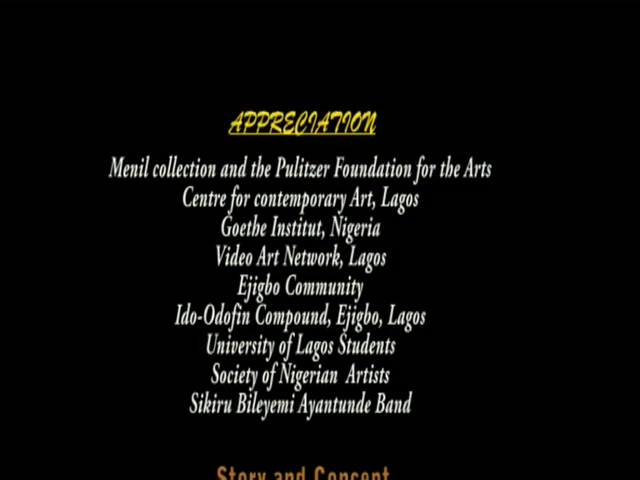 APPRECIATION
Menil collection and the Pulitzer Foundation for the Arts
Centre for contemporary Art, Lagos
Goethe Institut, Nigeria
Video Art Network, Lagos
Ejigbo Community
Ido-Odofin Compound, Ejigbo, Lagos
University of Lagos Students
Society of Nigerian Artists
Sikiru Bileyemi Ayantunde Band
Story and Concept